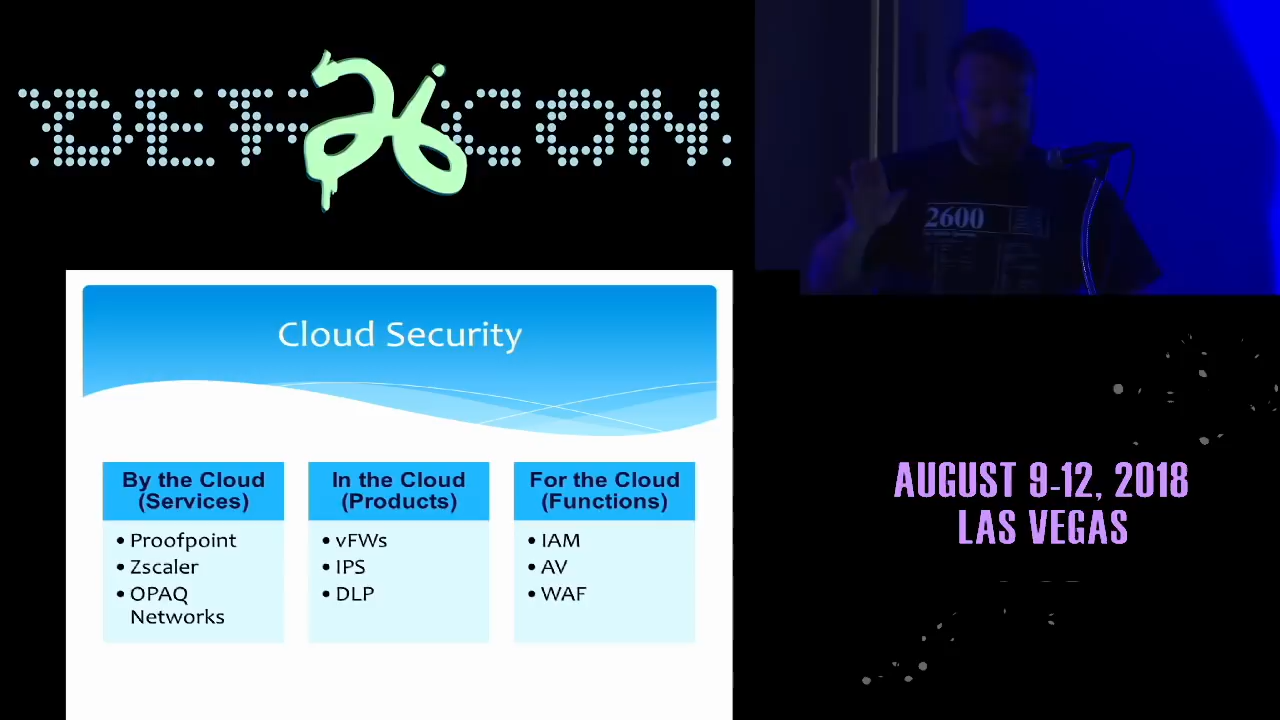 DEF 26 CON
2600
Cloud Security
By the Cloud
(Services)
• Proofpoint
• Zscaler
• OPAQ
Networks
In the Cloud
(Products)
• vFWs
• IPS
• DLP
For the Cloud
(Functions)
• IAM
• AV
• WAF
AUGUST 9-12, 2018
LAS VEGAS